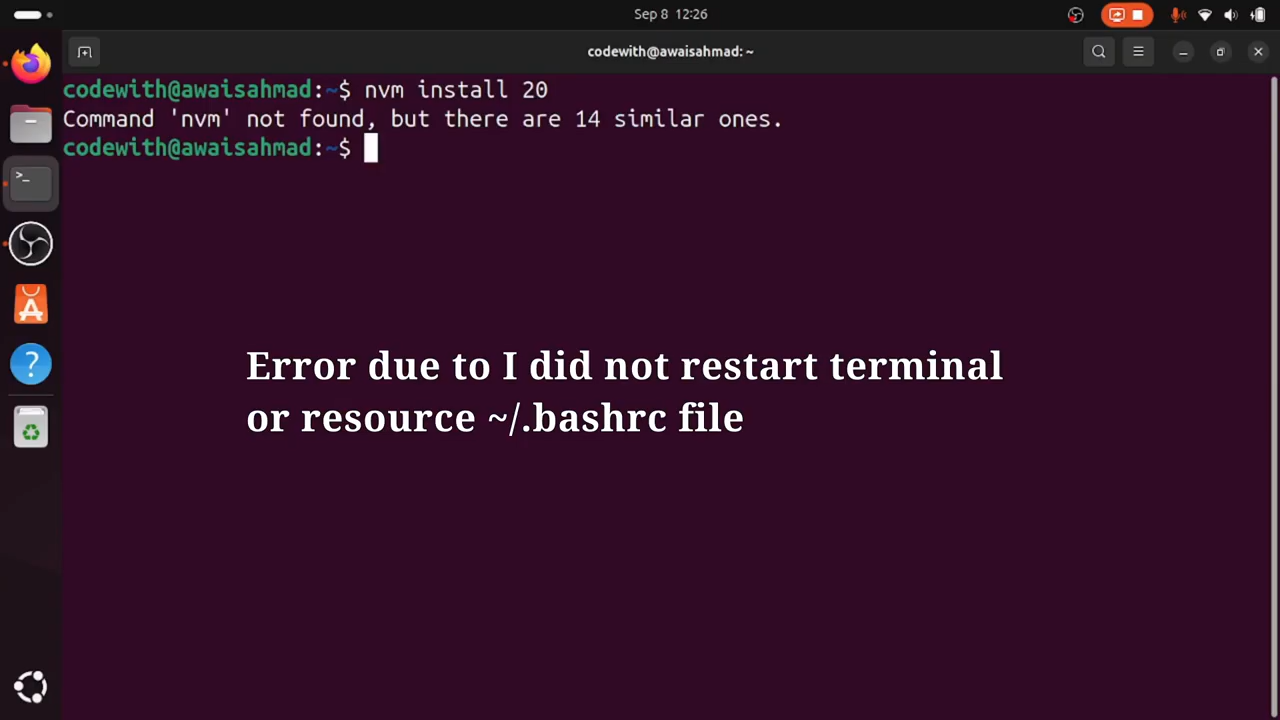 Sep 8 12:26
codewith@awaisahmad: ~
codewith@awaisahmad:~$ nvm install 20
Command 'nvm' not found, but there are 14 similar ones.
codewith@awaisahmad:~$
>_
?
Error due to I did not restart terminal
or resource ~/.bashrc file